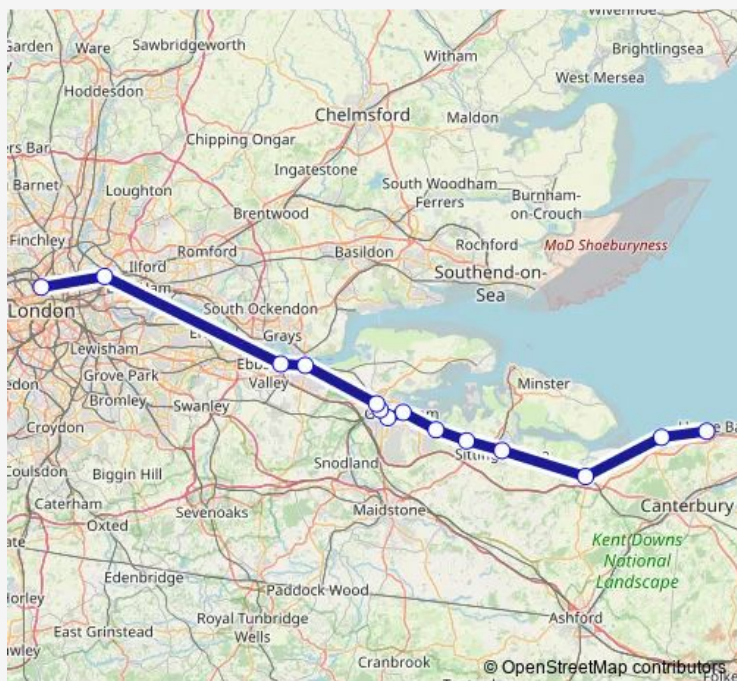 Wivenhoe
Garden
Ware
Sawbridgeworth
Witham
Brightlingsea
Hoddesdon
West Mersea
Chelmsford
Maldon
Chipping Ongar
ers Bar
Ingatestone
Barnet
Loughton
South Woodham
Ferrers
Burnham-
on-Crouch
Brentwood
Finchley
Romford
Basildon
Rochford
MoD Shoeburyness
Ilford
Southend-on-
Sea
London
South Ockendon
Grays
Lewisham
Ebbs
Valley
Grove Park
Minster
Bromley
Swanley
Croydon
Snodland
Coulsdon
Biggin Hill
Canterbury
Caterham
Sevenoaks
Maidstone
Oxted
Kent Downs
National
Landscape
Edenbridge
Paddock Wood
Horley
Ashford
East Grinstead
Royal Tunbridge
Wells
Cranbrook
© OpenStreetMap contributors